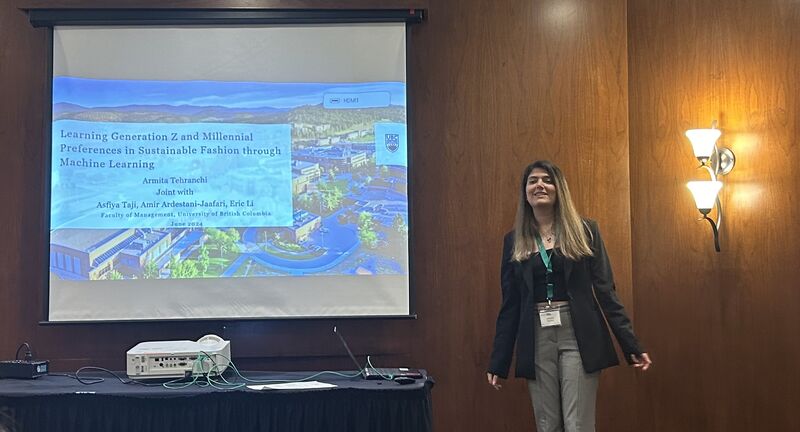 HDMI
Learning Generation Z and Millennial
Preferences in Sustainable Fashion through
Machine Learning
UBC
Armita Tehranchi
Joint with
Asfiya Taji, Amir Ardestani-Jaafari, Eric Li
Faculty of Management, University of British Columbia
June 2024